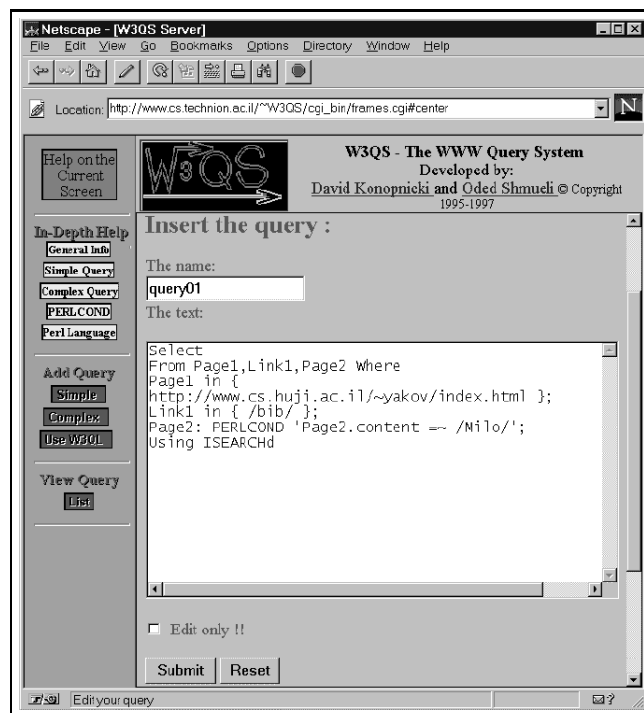 Netscape - [W3QS Server]
File Edit View Go Bookmarks Options Directory Window Help
Location: http://www.cs.technion.ac.il/~W3QS/cgi_bin/frames.cgi#center
N
Help on the
Current
Screen
W3QS
W3QS - The WWW Query System
Developed by:
David Konopnicki and Oded Shmueli © Copyright
1995-1997
In-Depth Help
General Info
Simple Query
Complex Query
PERLCOND
Perl Language
Add Query
Simple
Complex
Use W3QL
View Query
List
Insert the query :
The name:
query01
The text:
Select
From Page1,Link1,Page2 Where
Page1 in {
http://www.cs.huji.ac.il/~yakov/index.html };
Link1 in { /bib/ };
Page2: PERLCOND 'Page2.content =~ /Milo/';
Using ISEARCHd
Edit only !!
Submit Reset
Edit your query